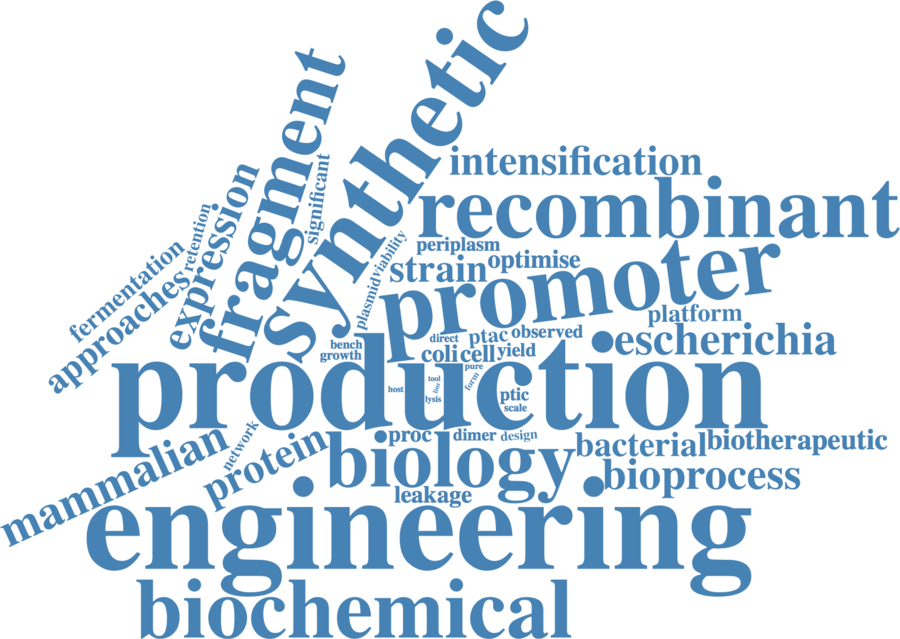 synthetic
fragment
intensification
significant
expression
recombinant
retention
periplasm
fermentation
approaches
viability
plasmid
strain
optimise
promoter
platform
direct
ptac
observed
bench
growth
coli
cell
yield
escherichia
production
pure
form
tool
host
line
lysis
ptic
scale
mammalian
network
protein
proc
dimer
design
biology
bacterial
biotherapeutic
bioprocess
leakage
engineering
biochemical